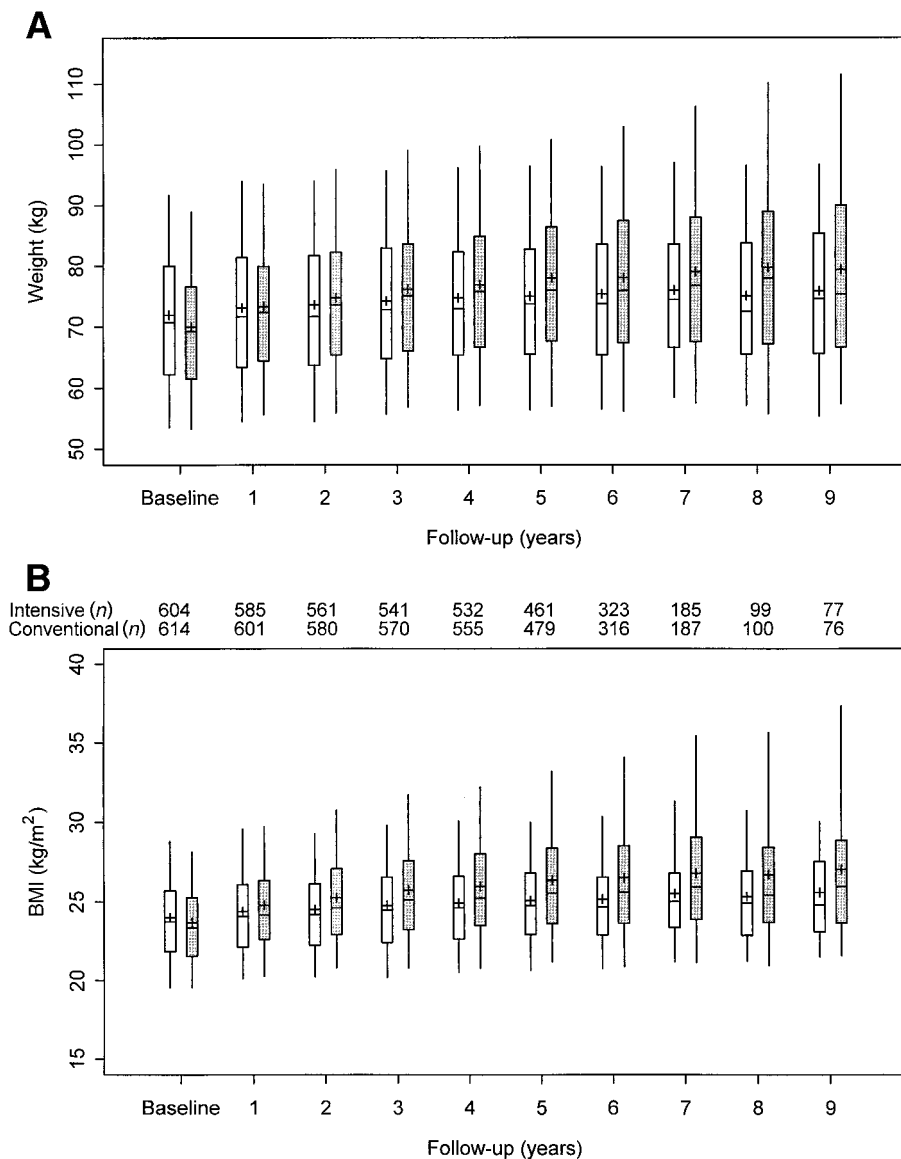 A
110
100
90
80
70
60
50
Weight (kg)
Baseline 1 2 3 4 5 6 7 8 9
Follow-up (years)
B
Intensive (n) 604 585 561 541 532 461 323 185 99 77
Conventional (n) 614 601 580 570 555 479 316 187 100 76
40
35
30
25
20
15
BMI (kg/m²)
Baseline 1 2 3 4 5 6 7 8 9
Follow-up (years)